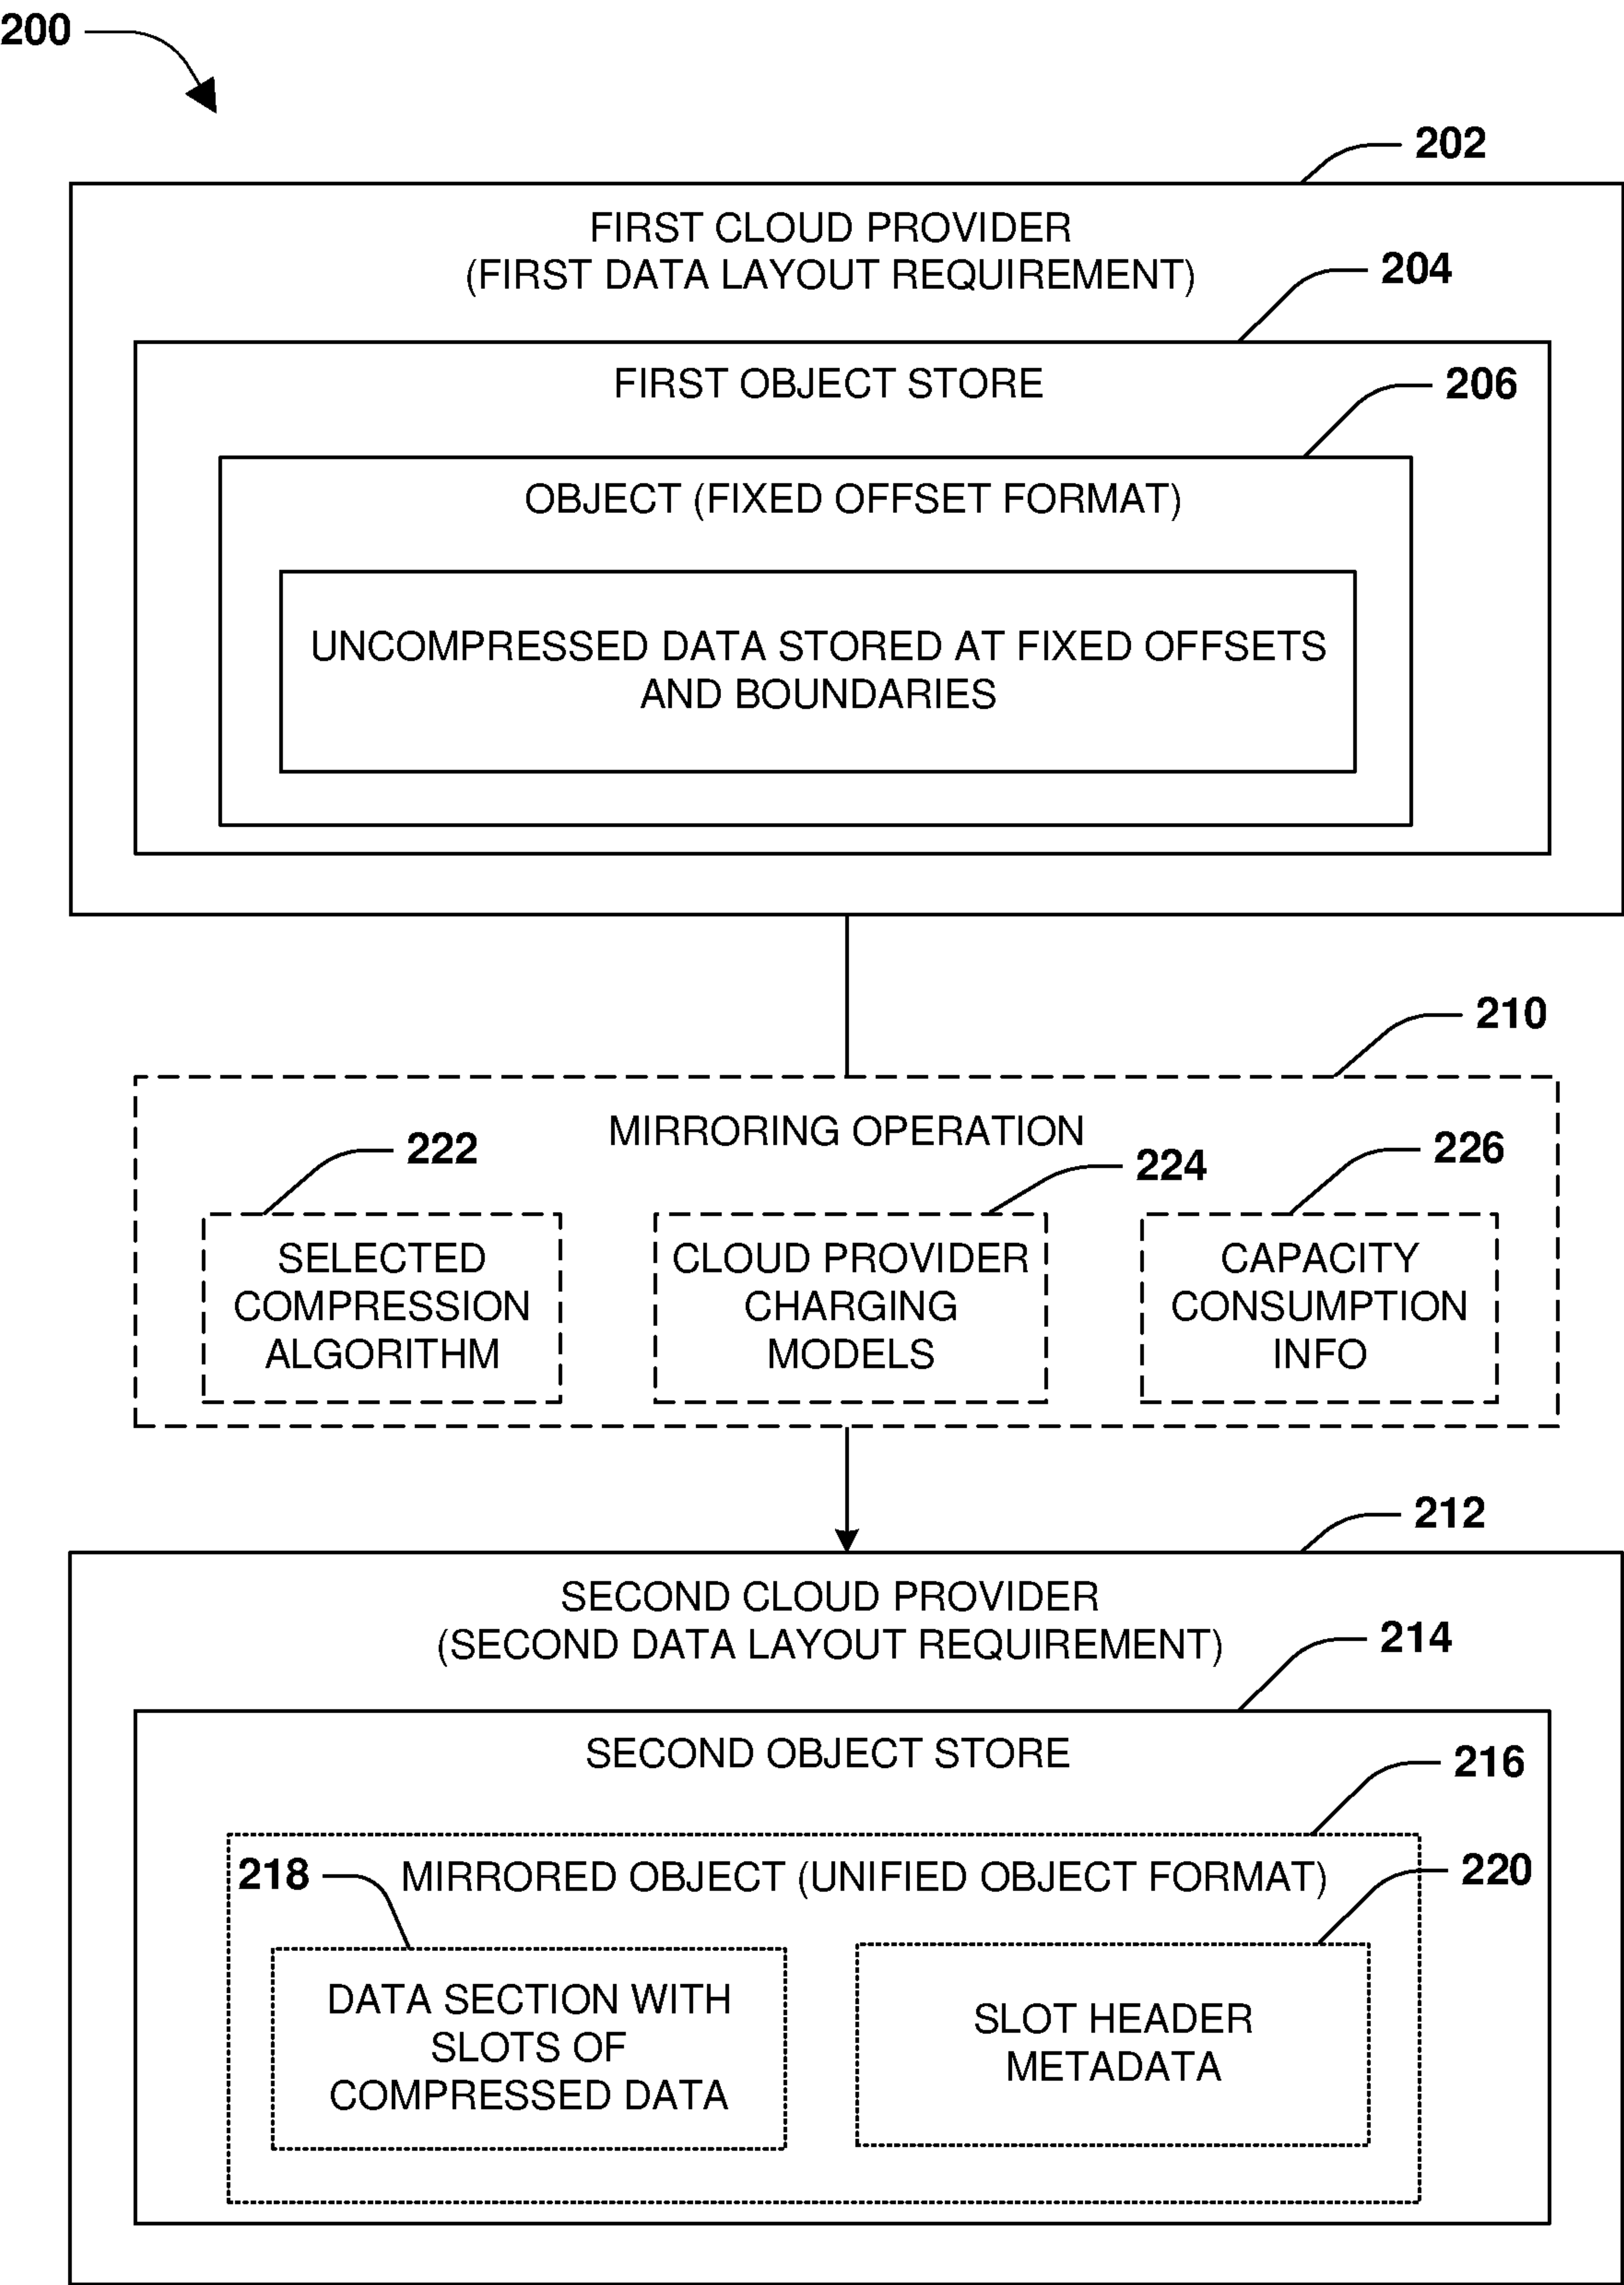 200
202
FIRST CLOUD PROVIDER
(FIRST DATA LAYOUT REQUIREMENT)
204
FIRST OBJECT STORE
206
OBJECT (FIXED OFFSET FORMAT)
UNCOMPRESSED DATA STORED AT FIXED OFFSETS
AND BOUNDARIES
210
MIRRORING OPERATION
222
224
226
SELECTED
COMPRESSION
ALGORITHM
CLOUD PROVIDER
CHARGING
MODELS
CAPACITY
CONSUMPTION
INFO
212
SECOND CLOUD PROVIDER
(SECOND DATA LAYOUT REQUIREMENT)
214
SECOND OBJECT STORE
216
218
MIRRORED OBJECT (UNIFIED OBJECT FORMAT)
220
DATA SECTION WITH
SLOTS OF
COMPRESSED DATA
SLOT HEADER
METADATA